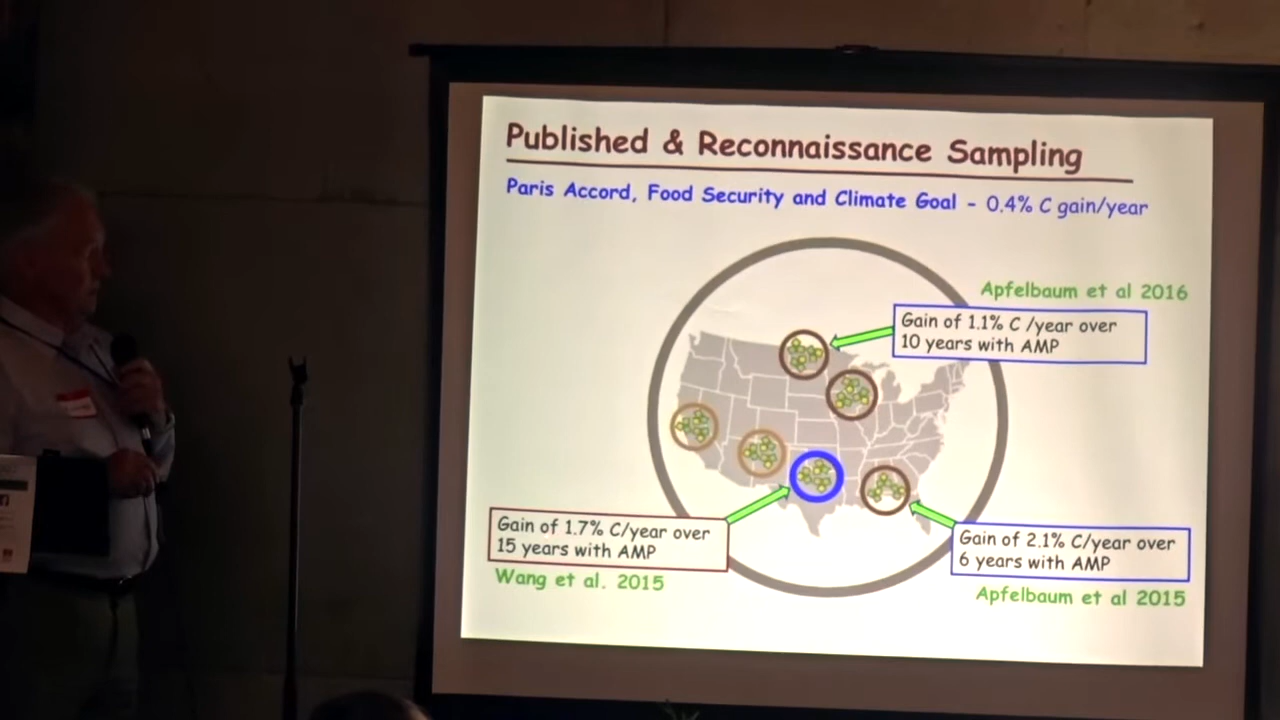 Published & Reconnaissance Sampling
Paris Accord, Food Security and Climate Goal - 0.4% C gain/year
Apfelbaum et al 2016
Gain of 1.1% C /year over
10 years with AMP
Gain of 1.7% C/year over
15 years with AMP
Wang et al. 2015
Gain of 2.1% C/year over
6 years with AMP
Apfelbaum et al 2015